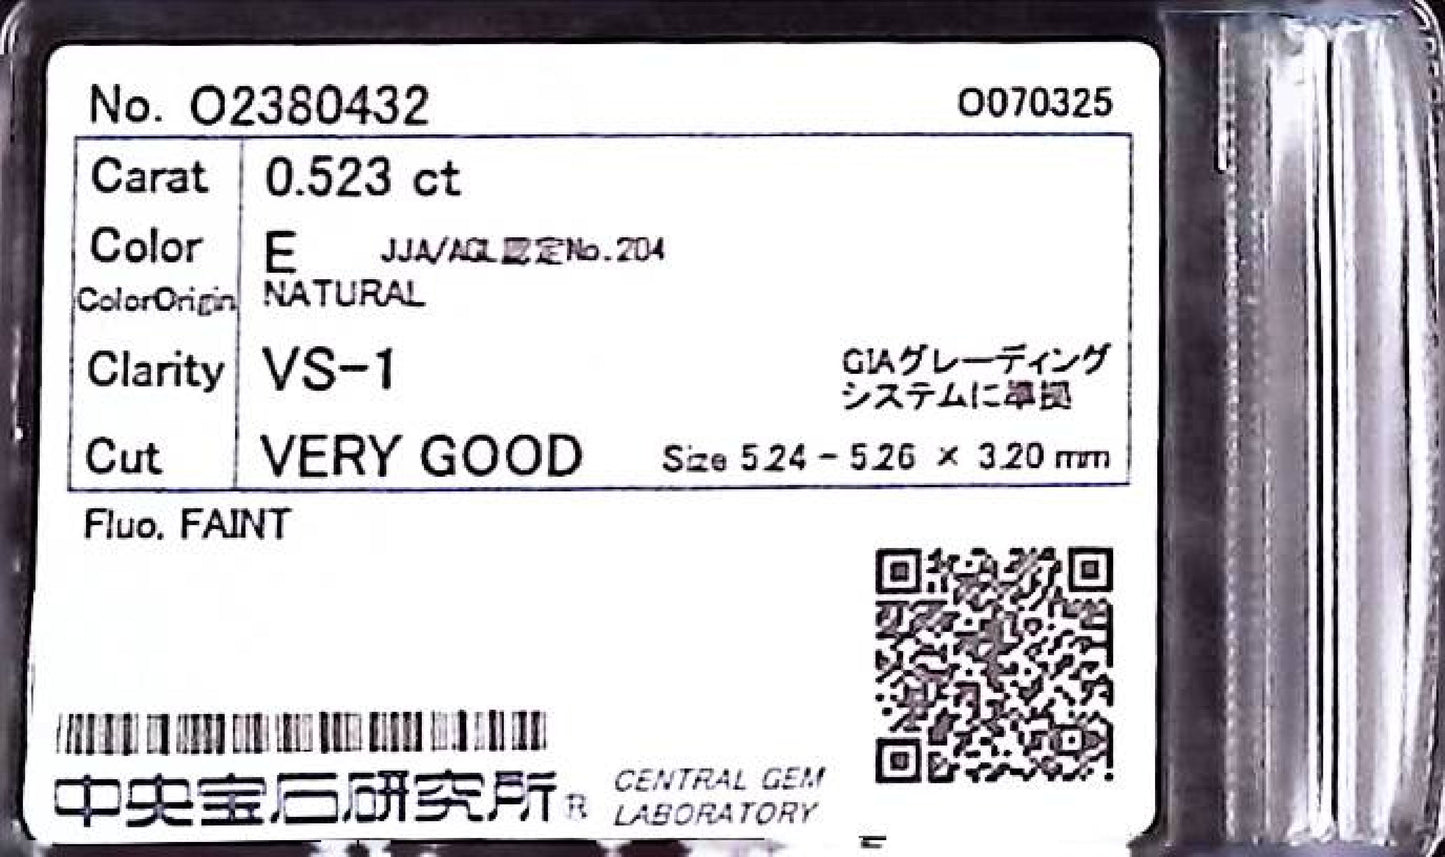 No. O2380432 O070325
Carat 0.523 ct
Color E JJA/AGL認定No.204
ColorOrigin NATURAL
Clarity VS-1 GIAグレーディング
システムに準拠
Cut VERY GOOD Size 5.24 - 5.26 × 3.20 mm
Fluo. FAINT
中央宝石研究所® CENTRAL GEM
LABORATORY